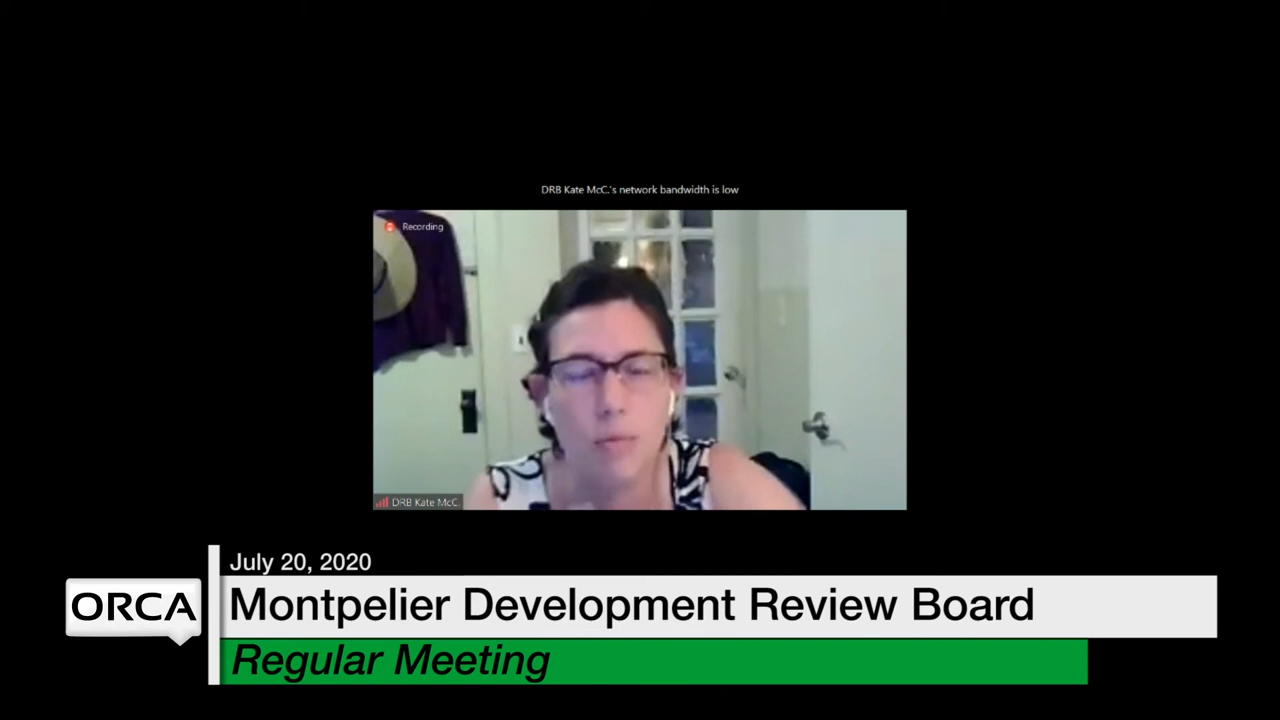 DRB Kate McC.'s network bandwidth is low
Recording
DRB Kate McC.
July 20, 2020
ORCA
Montpelier Development Review Board
Regular Meeting